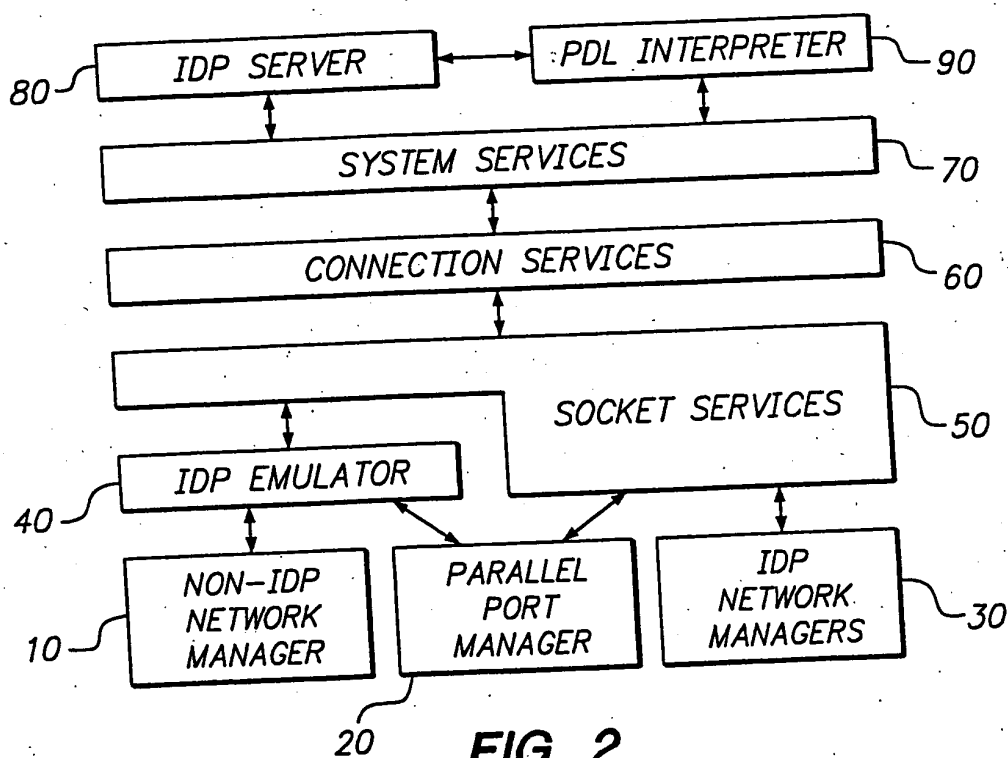 IDP SERVER
PDL INTERPRETER
80
90
SYSTEM SERVICES
70
CONNECTION SERVICES
60
SOCKET SERVICES
50
IDP EMULATOR
40
NON-IDP
NETWORK
MANAGER
10
PARALLEL
PORT
MANAGER
20
IDP
NETWORK
MANAGERS
30
FIG. 2